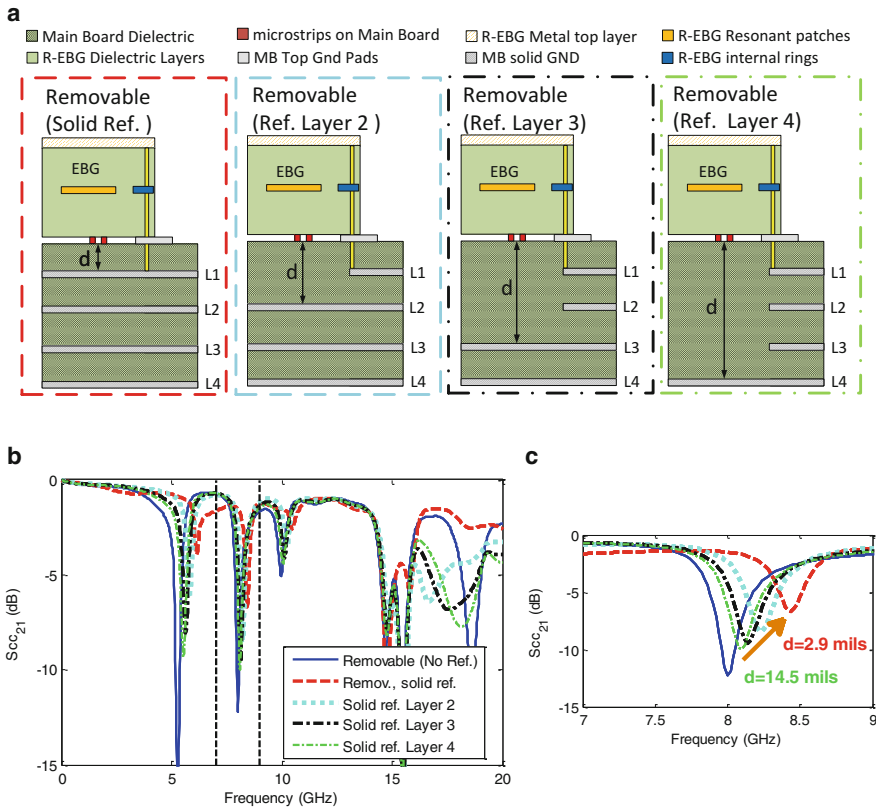 a
Main Board Dielectric
microstrips on Main Board
R-EBG Metal top layer
R-EBG Resonant patches
R-EBG Dielectric Layers
MB Top Gnd Pads
MB solid GND
R-EBG internal rings
Removable
(Solid Ref. )
EBG
d
L1
L2
L3
L4
Removable
(Ref. Layer 2 )
EBG
d
L1
L2
L3
L4
Removable
(Ref. Layer 3)
EBG
d
L1
L2
L3
L4
Removable
(Ref. Layer 4)
EBG
d
L1
L2
L3
L4
b
0
-5
-10
-15
Scc21 (dB)
0
5
10
15
20
Frequency (GHz)
Removable (No Ref.)
Remov., solid ref.
Solid ref. Layer 2
Solid ref. Layer 3
Solid ref. Layer 4
c
0
-5
-10
-15
Scc21 (dB)
d=2.9 mils
d=14.5 mils
7
7.5
8
8.5
9
Frequency (GHz)